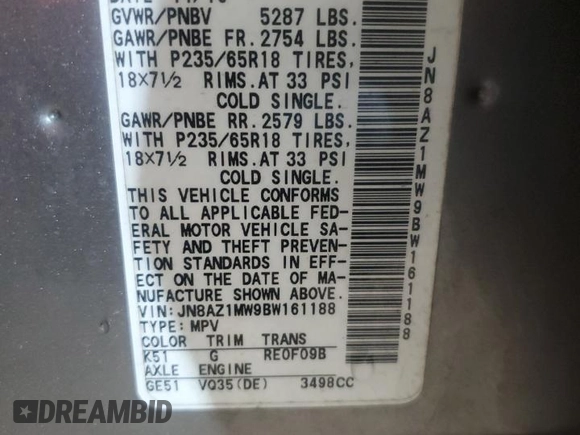 GVWR/PNBV 5287 LBS.
GAWR/PNBE FR. 2754 LBS.
WITH P235/65R18 TIRES,
18X7½ RIMS. AT 33 PSI
COLD SINGLE.
GAWR/PNBE RR. 2579 LBS.
WITH P235/65R18 TIRES,
18X7½ RIMS. AT 33 PSI
COLD SINGLE.
THIS VEHICLE CONFORMS
TO ALL APPLICABLE FED-
ERAL MOTOR VEHICLE SA-
FETY AND THEFT PREVEN-
TION STANDARDS IN EFF-
ECT ON THE DATE OF MA-
NUFACTURE SHOWN ABOVE.
VIN: JN8AZ1MW9BW161188
TYPE: MPV
COLOR TRIM TRANS
K51 G RE0F09B
AXLE ENGINE
GE51 VQ35(DE) 3498CC
JN8AZ1MW9BW161188
DREAMBID